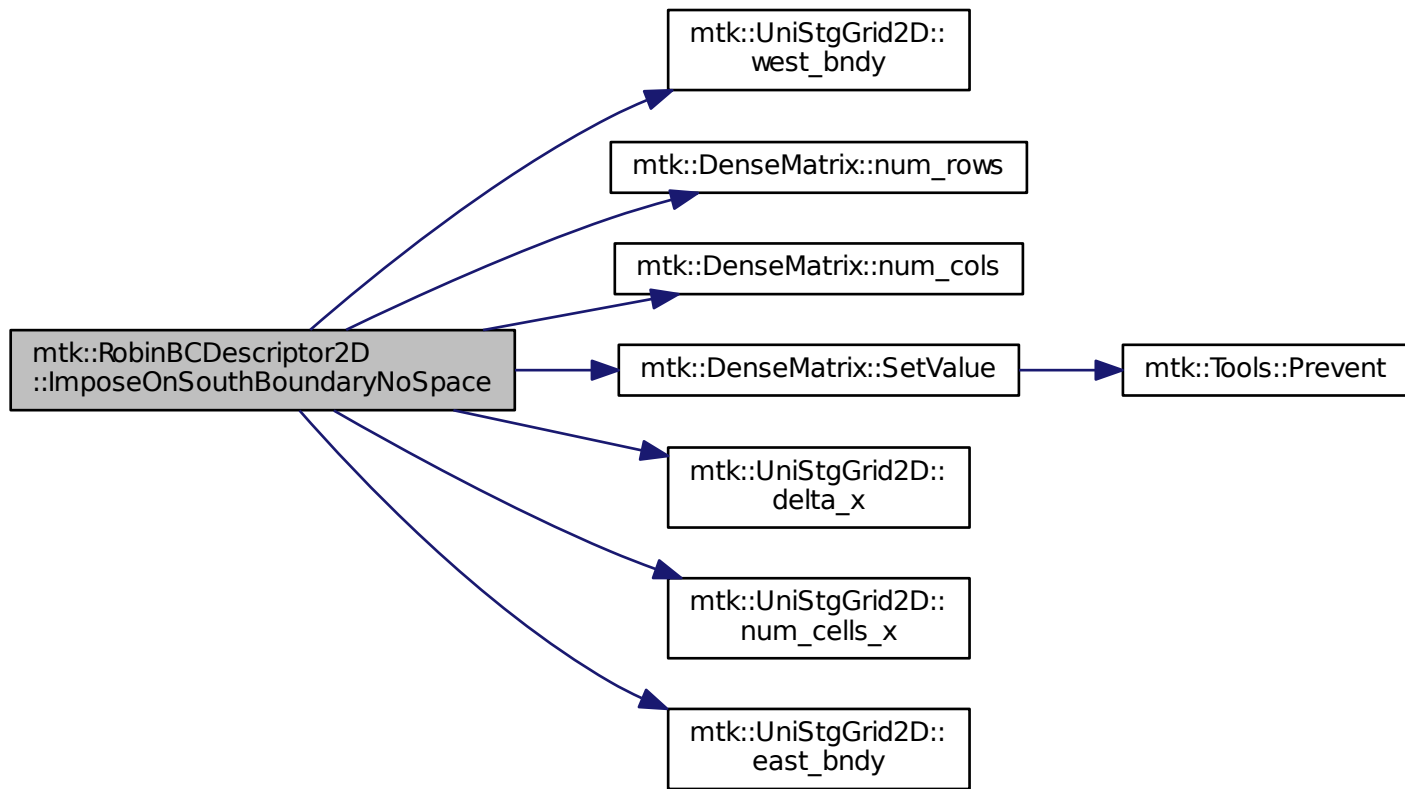 mtk::UniStgGrid2D::
west_bndy
mtk::DenseMatrix::num_rows
mtk::DenseMatrix::num_cols
mtk::RobinBCDescriptor2D
::ImposeOnSouthBoundaryNoSpace
mtk::DenseMatrix::SetValue
mtk::Tools::Prevent
mtk::UniStgGrid2D::
delta_x
mtk::UniStgGrid2D::
num_cells_x
mtk::UniStgGrid2D::
east_bndy